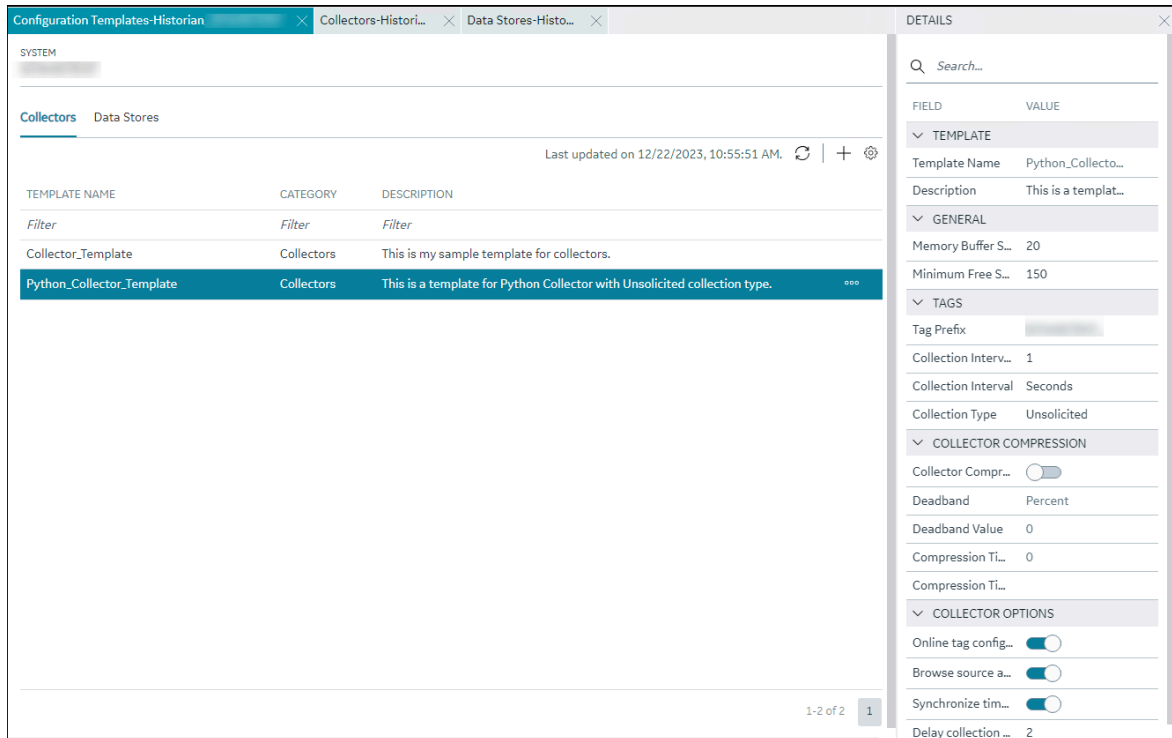 Configuration Templates-Historian
Collectors-Histori...
Data Stores-Histo...
SYSTEM
Collectors Data Stores
Last updated on 12/22/2023, 10:55:51 AM.
TEMPLATE NAME CATEGORY DESCRIPTION
Filter Filter Filter
Collector_Template Collectors This is my sample template for collectors.
Python_Collector_Template Collectors This is a template for Python Collector with Unsolicited collection type.
1-2 of 2 1
DETAILS
Search...
FIELD VALUE
TEMPLATE
Template Name Python_Collecto...
Description This is a templat...
GENERAL
Memory Buffer S... 20
Minimum Free S... 150
TAGS
Tag Prefix
Collection Interv... 1
Collection Interval Seconds
Collection Type Unsolicited
COLLECTOR COMPRESSION
Collector Compr...
Deadband Percent
Deadband Value 0
Compression Ti... 0
Compression Ti...
COLLECTOR OPTIONS
Online tag config...
Browse source a...
Synchronize tim...
Delay collection ... 2